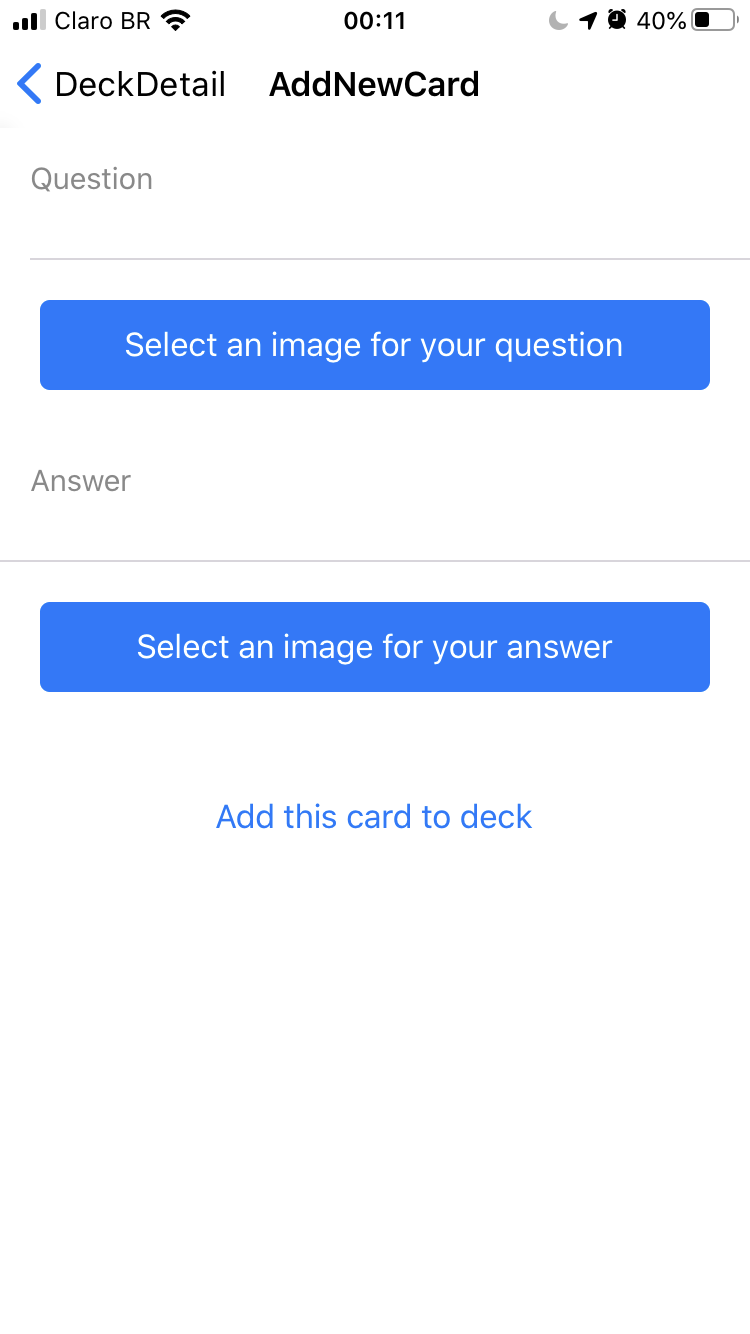 Claro BR 00:11 40%
DeckDetail AddNewCard
Question
Select an image for your question
Answer
Select an image for your answer
Add this card to deck